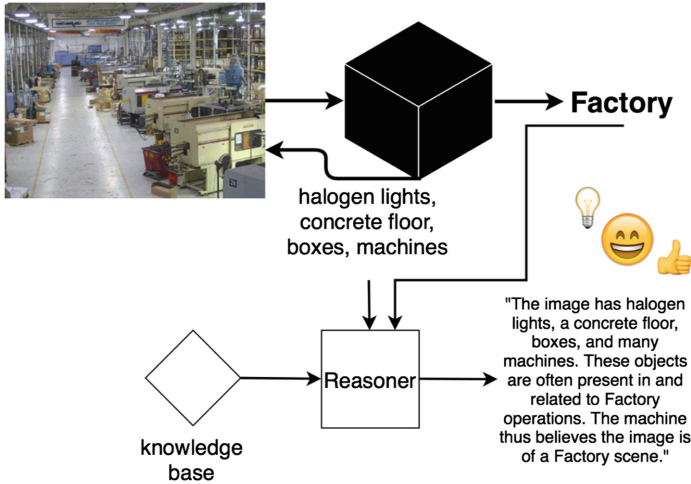 Factory
halogen lights,
concrete floor,
boxes, machines
"The image has halogen
lights, a concrete floor,
boxes, and many
machines. These objects
are often present in and
related to Factory
operations. The machine
thus believes the image is
of a Factory scene."
Reasoner
knowledge
base